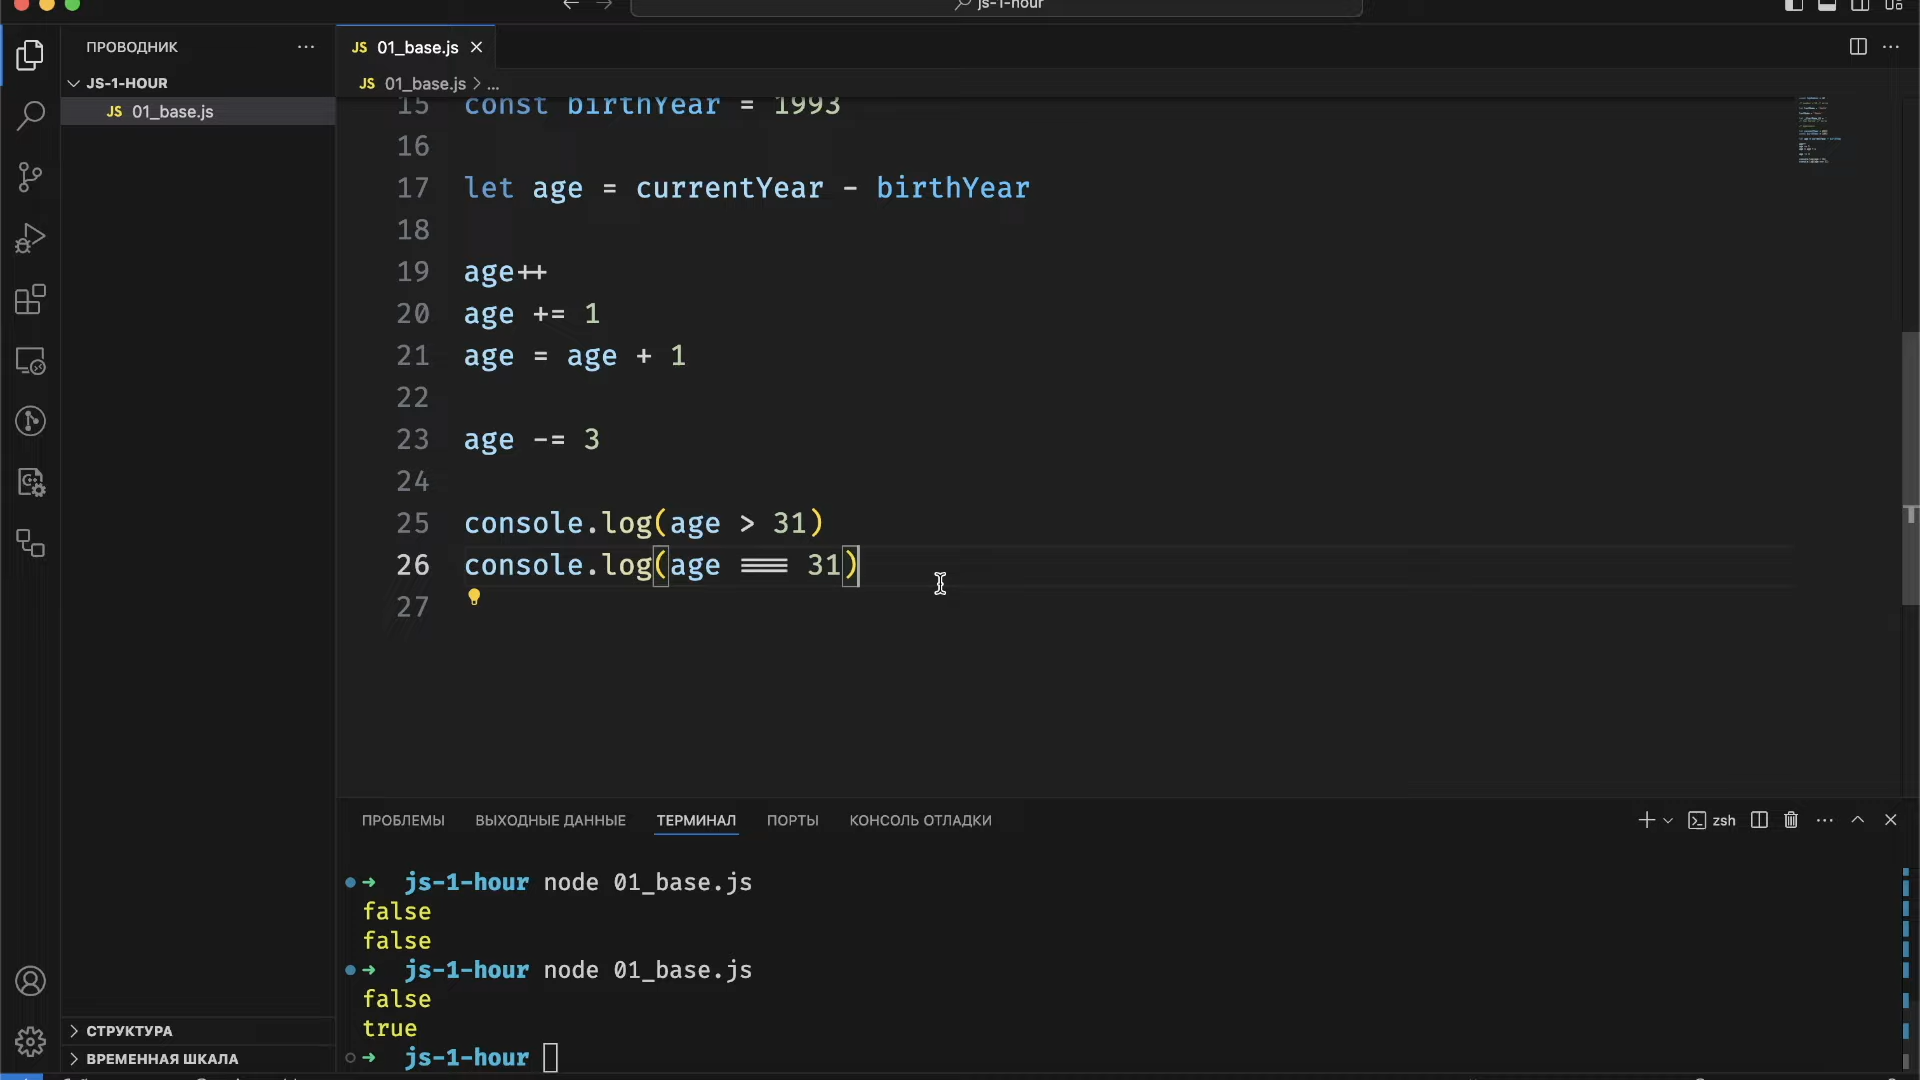 js-1-hour
ПРОВОДНИК
JS 01_base.js
JS-1-HOUR
JS 01_base.js > ...
JS 01_base.js
15 const birthYear = 1993
16
17 let age = currentYear - birthYear
18
19 age++
20 age += 1
21 age = age + 1
22
23 age -= 3
24
25 console.log(age > 31)
26 console.log(age === 31)
27
ПРОБЛЕМЫ ВЫХОДНЫЕ ДАННЫЕ ТЕРМИНАЛ ПОРТЫ КОНСОЛЬ ОТЛАДКИ zsh
➜ js-1-hour node 01_base.js
false
false
➜ js-1-hour node 01_base.js
false
true
➜ js-1-hour
СТРУКТУРА
ВРЕМЕННАЯ ШКАЛА